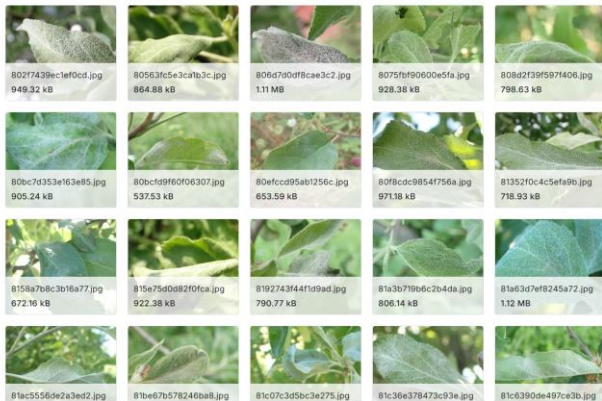 802f7439ec1ef0cd.jpg
949.32 kB
80563fc5e3ca1b3c.jpg
864.88 kB
806d7d0df8cae3c2.jpg
1.11 MB
8075fbf90600e5fa.jpg
928.38 kB
808d2f39f597f406.jpg
798.63 kB
80bc7d353e163e85.jpg
905.24 kB
80bcfd9f60f06307.jpg
537.53 kB
80efccd95ab1256c.jpg
653.59 kB
80f8cdc9854f756a.jpg
971.18 kB
81352f0c4c5efa9b.jpg
718.93 kB
8158a7b8c3b16a77.jpg
672.16 kB
815e75d0d82f0fca.jpg
922.38 kB
8192743f44f1d9ad.jpg
790.77 kB
81a3b719b6c2b4da.jpg
806.14 kB
81a63d7ef8245a72.jpg
1.12 MB
81ac5556de2a3ed2.jpg
81be67b578246ba8.jpg
81c07c3d5bc3e275.jpg
81c36e378473c93e.jpg
81c6390de497ce3b.jpg